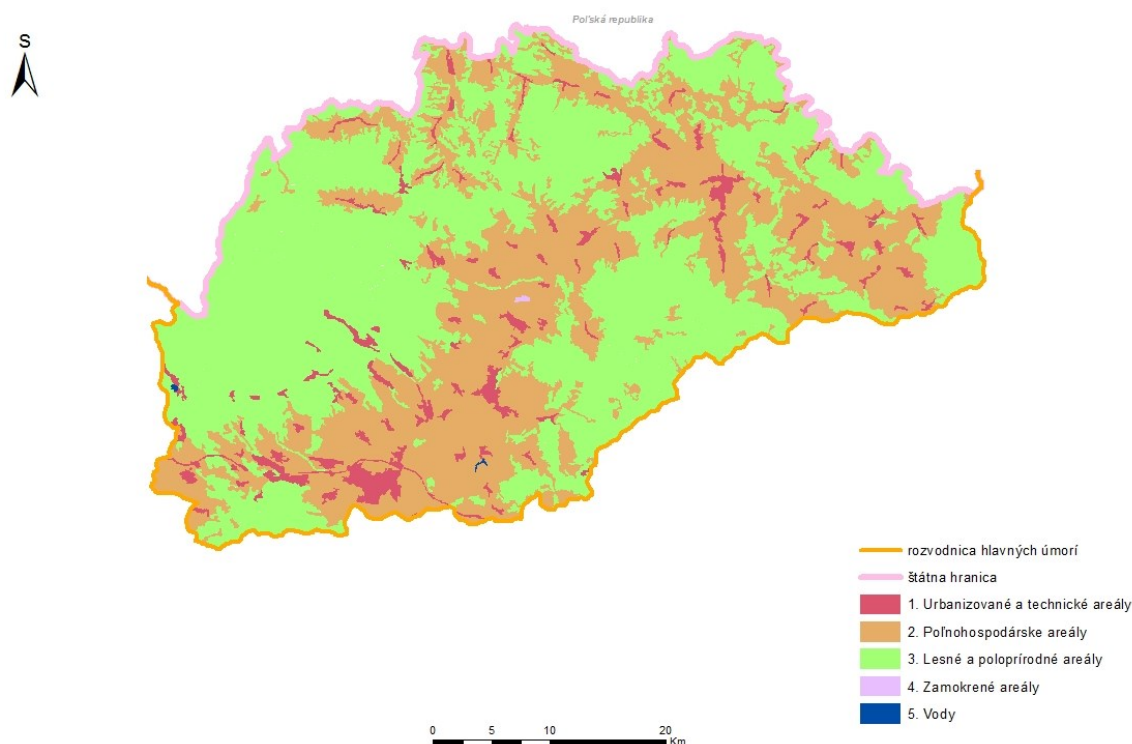 Poľská republika
S
rozvodnica hlavných úmorí
štátna hranica
1. Urbanizované a technické areály
2. Poľnohospodárske areály
3. Lesné a poloprírodné areály
4. Zamokrené areály
5. Vody
0 5 10 20
Km